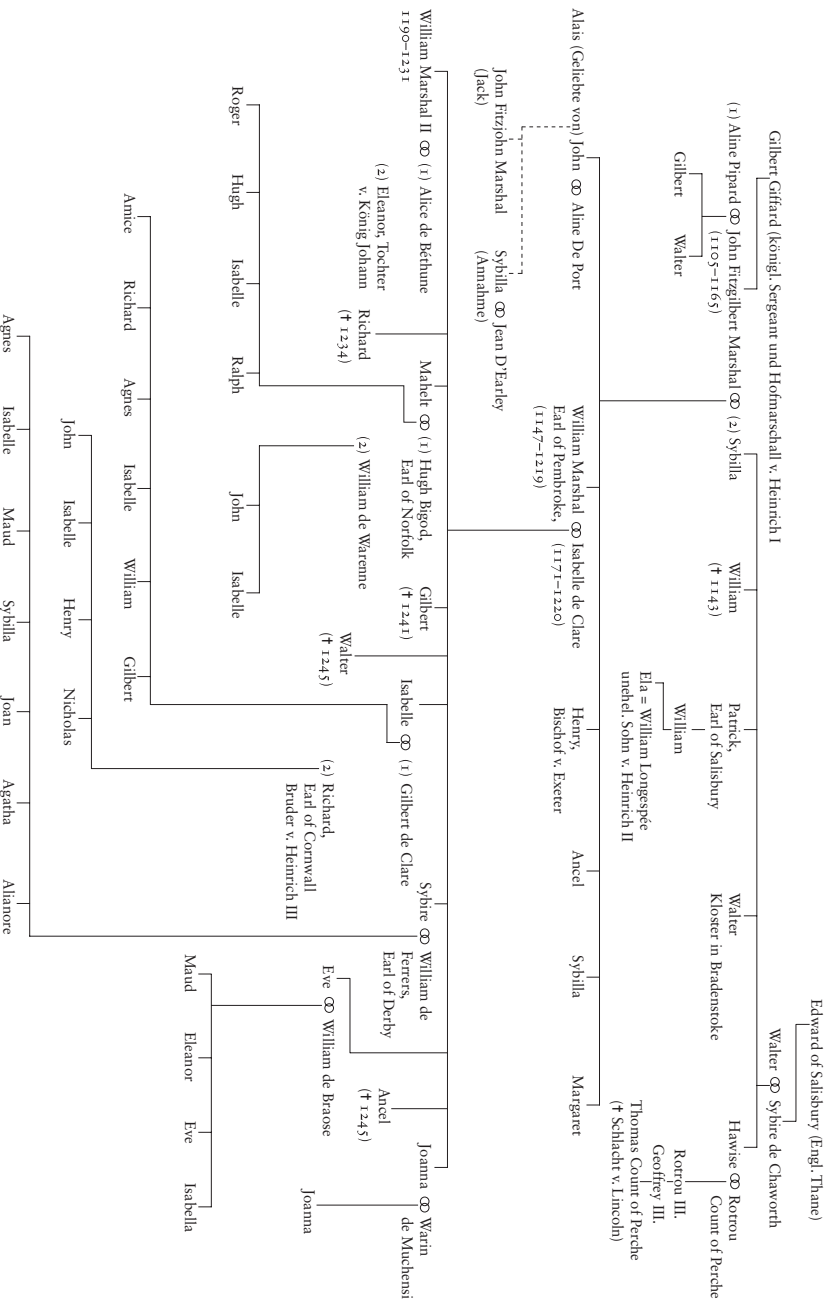 Edward of Salisbury (Engl. Thane)
Gilbert Giffard (königl. Sergeant und Hofmarschall v. Heinrich I
Walter ⚭ Sybire de Chaworth
(1) Aline Pipard ⚭ John Fitzgilbert Marshal ⚭ (2) Sybilla
(1105–1165)
William
(† 1143)
Patrick,
Earl of Salisbury
Walter
Kloster in Bradenstoke
Hawise ⚭ Rotrou
Count of Perche
Gilbert
Walter
William
Ela = William Longespée
unehel. Sohn v. Heinrich II
Rotrou III.
Geoffrey III.
Thomas Count of Perche
(† Schlacht v. Lincoln)
Alais (Geliebte von) John ⚭ Aline De Port
William Marshal ⚭ Isabelle de Clare
Earl of Pembroke, (1171–1220)
(1147–1219)
Henry,
Bischof v. Exeter
Ancel
Sybilla
Margaret
John Fitzjohn Marshal
(Jack)
Sybilla ⚭ Jean D'Earley
(Annahme)
William Marshal II ⚭ (1) Alice de Béthune
1190–1231
(2) Eleanor, Tochter
v. König Johann
Richard
(† 1234)
Mahelt ⚭ (1) Hugh Bigod,
Earl of Norfolk
(2) William de Warenne
Gilbert
(† 1241)
Walter
(† 1245)
Isabelle ⚭ (1) Gilbert de Clare
(2) Richard,
Earl of Cornwall
Bruder v. Heinrich III
Sybire ⚭ William de
Ferrers,
Earl of Derby
Eve ⚭ William de Braose
Ancel
(† 1245)
Joanna ⚭ Warin
de Muchensi
Joanna
Roger
Hugh
Isabelle
Ralph
John
Isabelle
Maud
Eleanor
Eve
Isabella
Amice
Richard
Agnes
Isabelle
William
Gilbert
John
Isabelle
Henry
Nicholas
Agnes
Isabelle
Maud
Sybilla
Joan
Agatha
Alianore